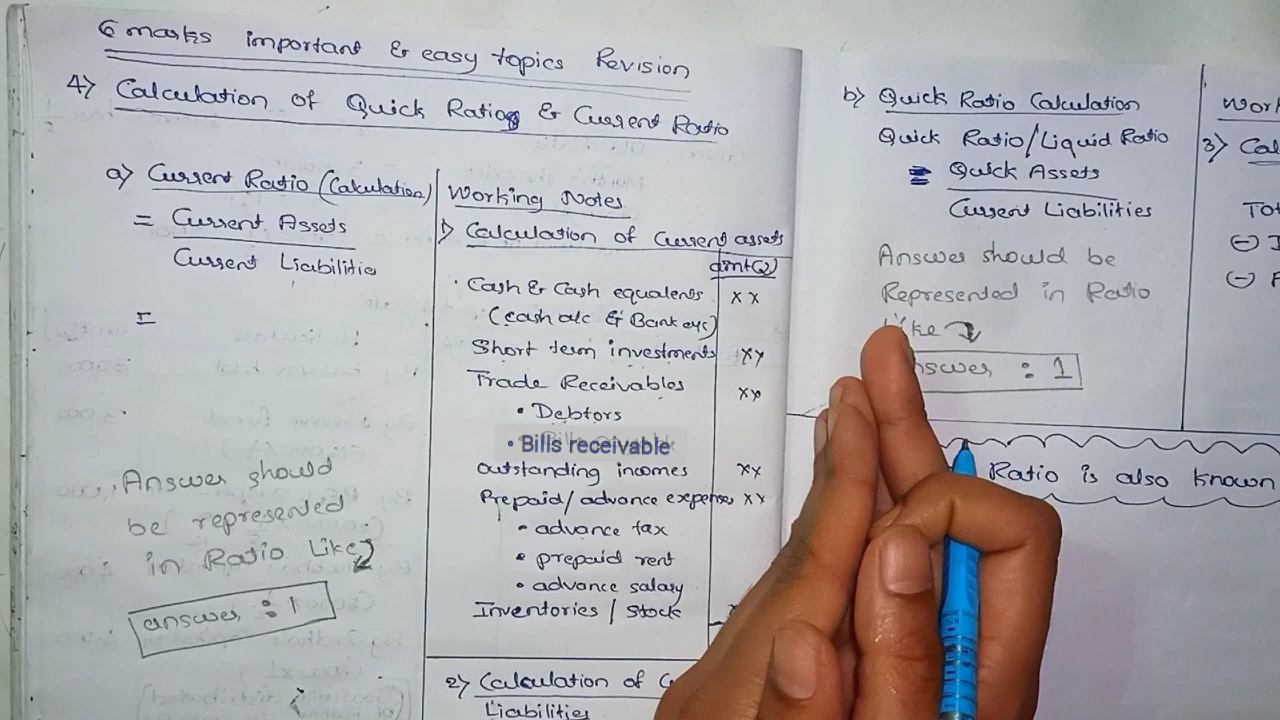 6 marks important & easy topics Revision
4) Calculation of Quick Ratio & Current Ratio
a) Current Ratio (Calculation)
= Current Assets
Current Liabilities
=
Answer should
be represented
in Ratio Like
answer : 1
Working Notes
1) Calculation of Current assets
amt(₹)
Cash & Cash equalents xx
(cash a/c & Bank
Short term investments xx
Trade Receivables xx
• Debtors
• Bills receivable
outstanding incomes xx
Prepaid/advance expense xx
• advance tax
• prepaid rent
• advance salary
Inventories / Stock
2) Calculation of
Liabilities
b) Quick Ratio Calculation
Quick Ratio/Liquid Ratio
= Quick Assets
Current Liabilities
Answer should be
Represented in Ratio
: 1
Ratio is also known
3)